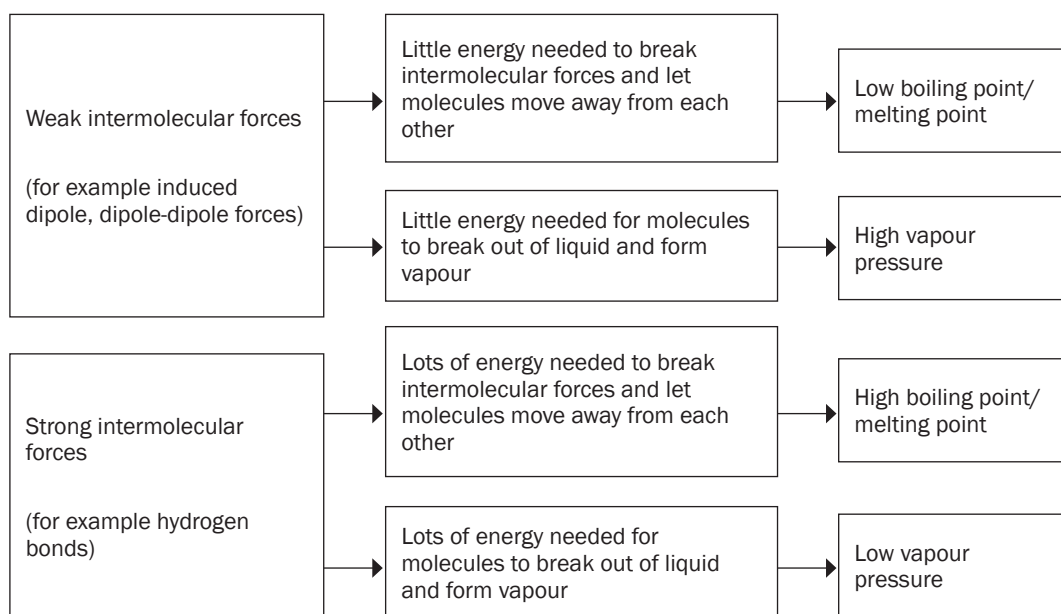 Weak intermolecular forces
(for example induced
dipole, dipole-dipole forces)
Little energy needed to break
intermolecular forces and let
molecules move away from each
other
Low boiling point/
melting point
Little energy needed for molecules
to break out of liquid and form
vapour
High vapour
pressure
Strong intermolecular
forces
(for example hydrogen
bonds)
Lots of energy needed to break
intermolecular forces and let
molecules move away from each
other
High boiling point/
melting point
Lots of energy needed for
molecules to break out of liquid
and form vapour
Low vapour
pressure